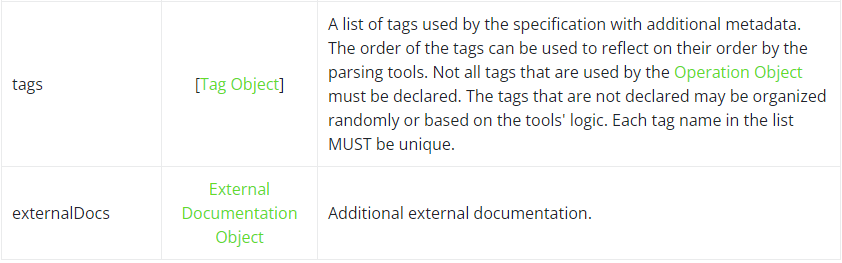 tags
[Tag Object]
A list of tags used by the specification with additional metadata.
The order of the tags can be used to reflect on their order by the
parsing tools. Not all tags that are used by the Operation Object
must be declared. The tags that are not declared may be organized
randomly or based on the tools' logic. Each tag name in the list
MUST be unique.
externalDocs
External
Documentation
Object
Additional external documentation.